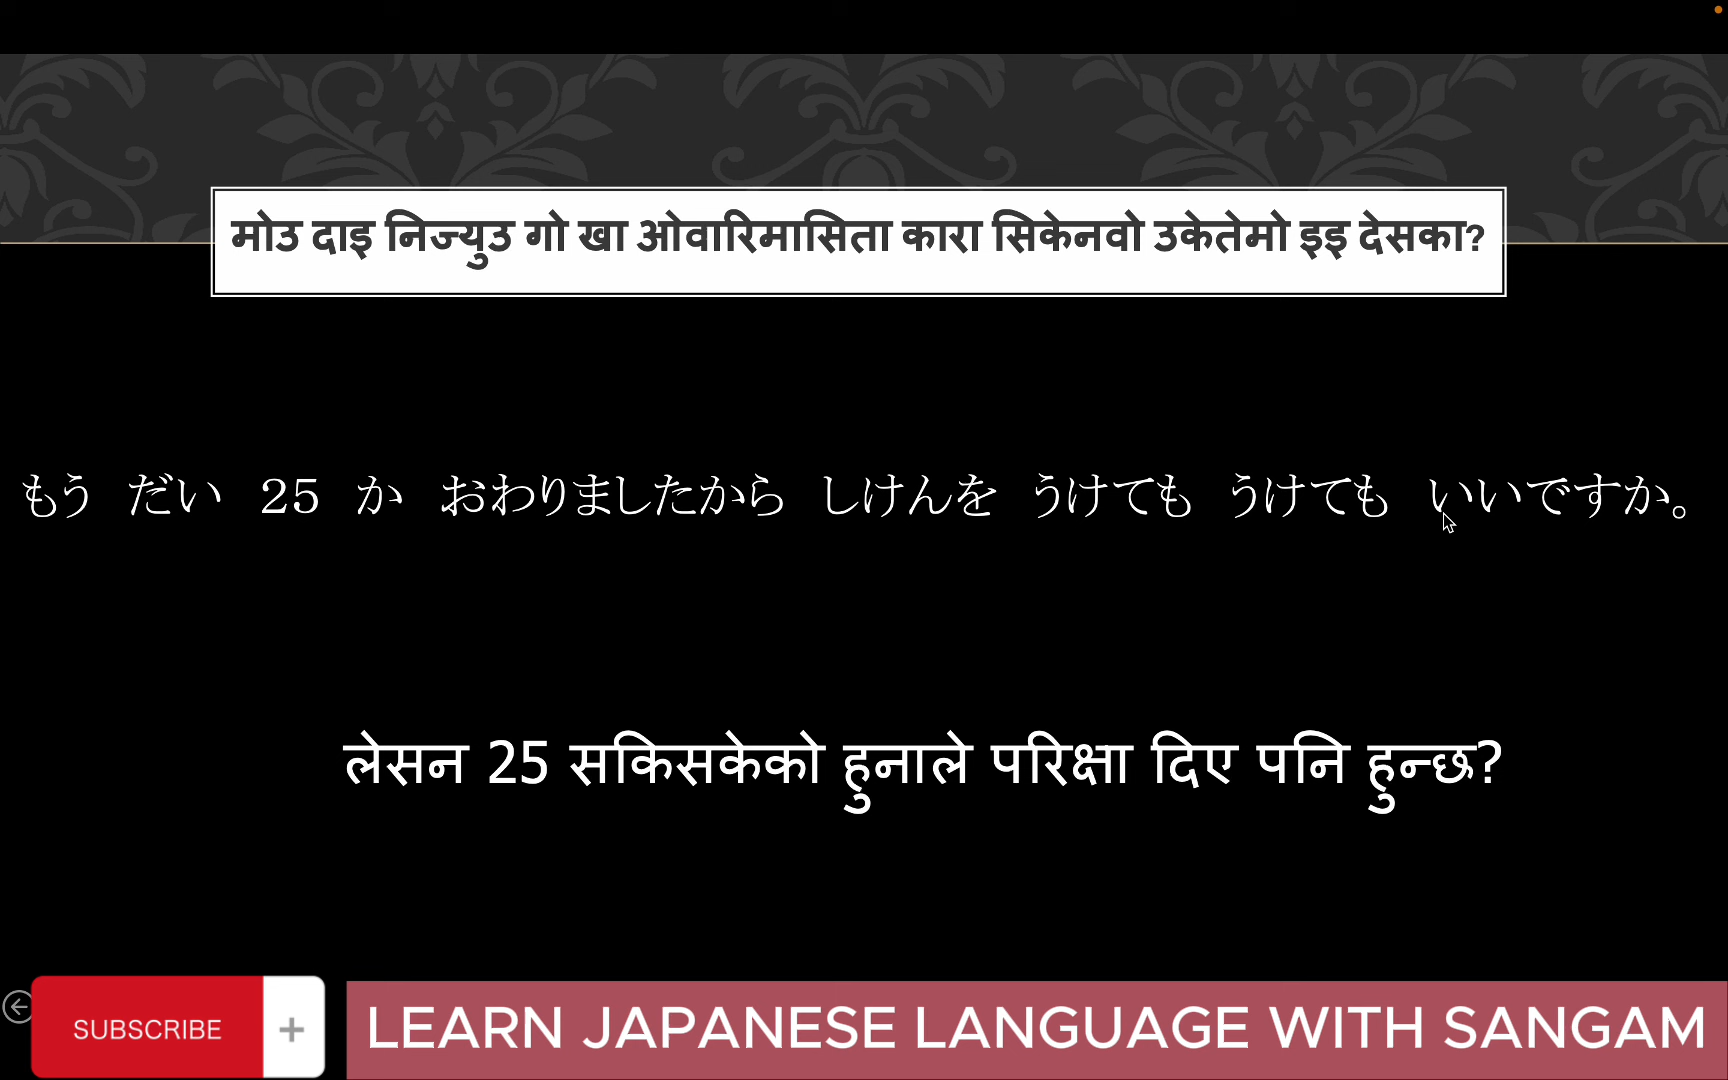 मोउ दाइ निज्युउ गो खा ओवारिमासिता कारा सिकेनवो उकेतेमो इइ देसका?
もう だい 25 か おわりましたから しけんを うけても うけても いいですか。
लेसन 25 सकिसकेको हुनाले परिक्षा दिए पनि हुन्छ?
SUBSCRIBE +
LEARN JAPANESE LANGUAGE WITH SANGAM